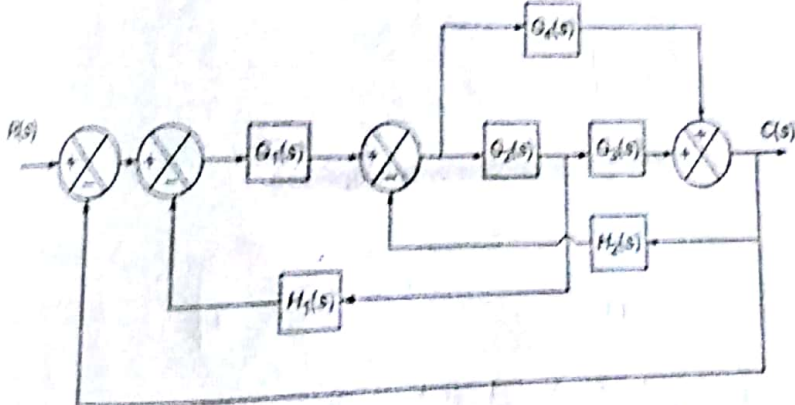 G₄(s)
R(s)
+
−
+
−
G₁(s)
+
−
G₂(s)
G₃(s)
+
+
C(s)
H₂(s)
H₁(s)